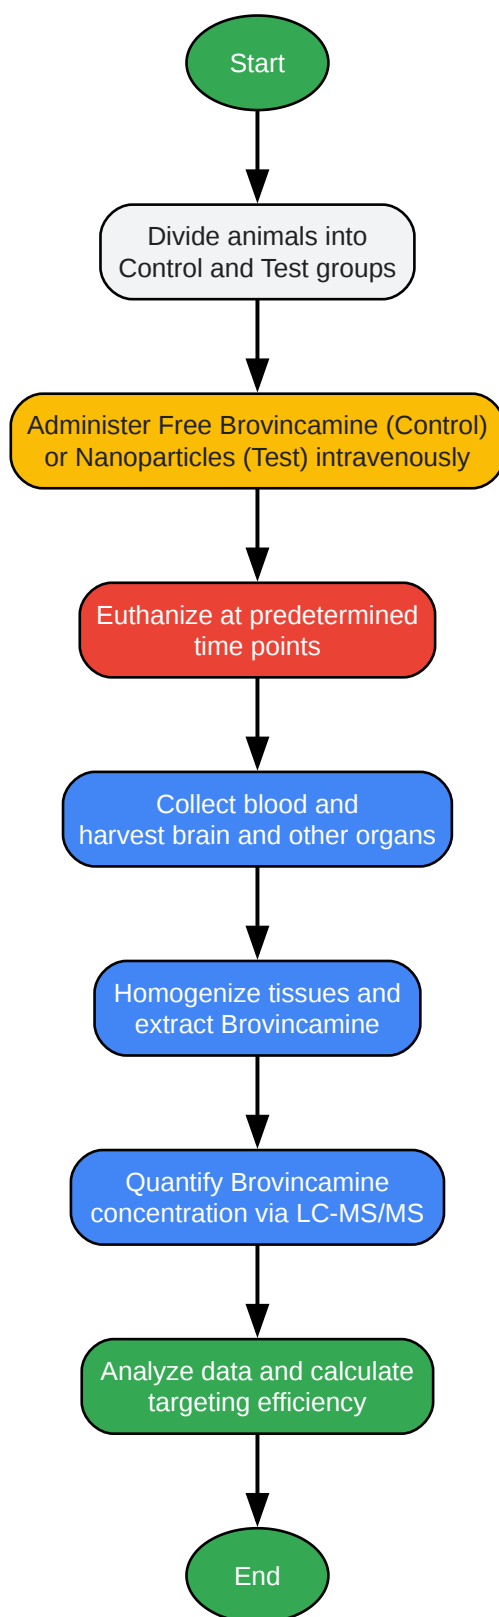 Start
Divide animals into
Control and Test groups
Administer Free Brovincamine (Control)
or Nanoparticles (Test) intravenously
Euthanize at predetermined
time points
Collect blood and
harvest brain and other organs
Homogenize tissues and
extract Brovincamine
Quantify Brovincamine
concentration via LC-MS/MS
Analyze data and calculate
targeting efficiency
End